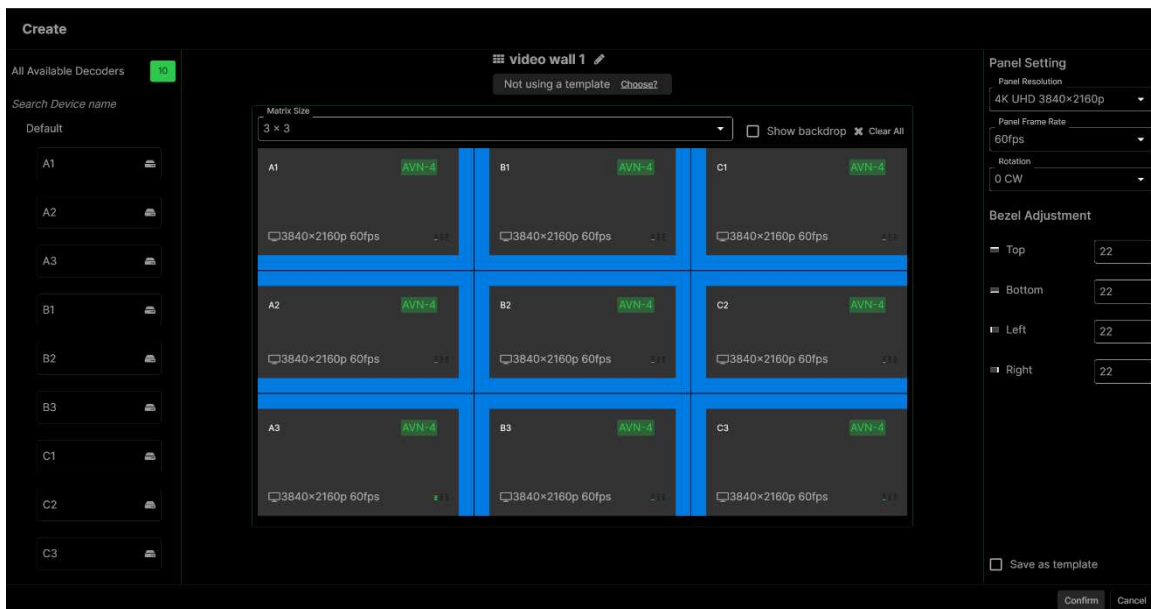 Create
All Available Decoders 10
Search Device name
Default
A1
A2
A3
B1
B2
B3
C1
C2
C3
video wall 1
Not using a template Choose?
Matrix Size
3 × 3
Show backdrop Clear All
A1 AVN-4
3840×2160p 60fps
B1 AVN-4
3840×2160p 60fps
C1 AVN-4
3840×2160p 60fps
A2 AVN-4
3840×2160p 60fps
B2 AVN-4
3840×2160p 60fps
C2 AVN-4
3840×2160p 60fps
A3 AVN-4
3840×2160p 60fps
B3 AVN-4
3840×2160p 60fps
C3 AVN-4
3840×2160p 60fps
Panel Setting
Panel Resolution
4K UHD 3840×2160p
Panel Frame Rate
60fps
Rotation
0 CW
Bezel Adjustment
Top 22
Bottom 22
Left 22
Right 22
Save as template
Confirm Cancel